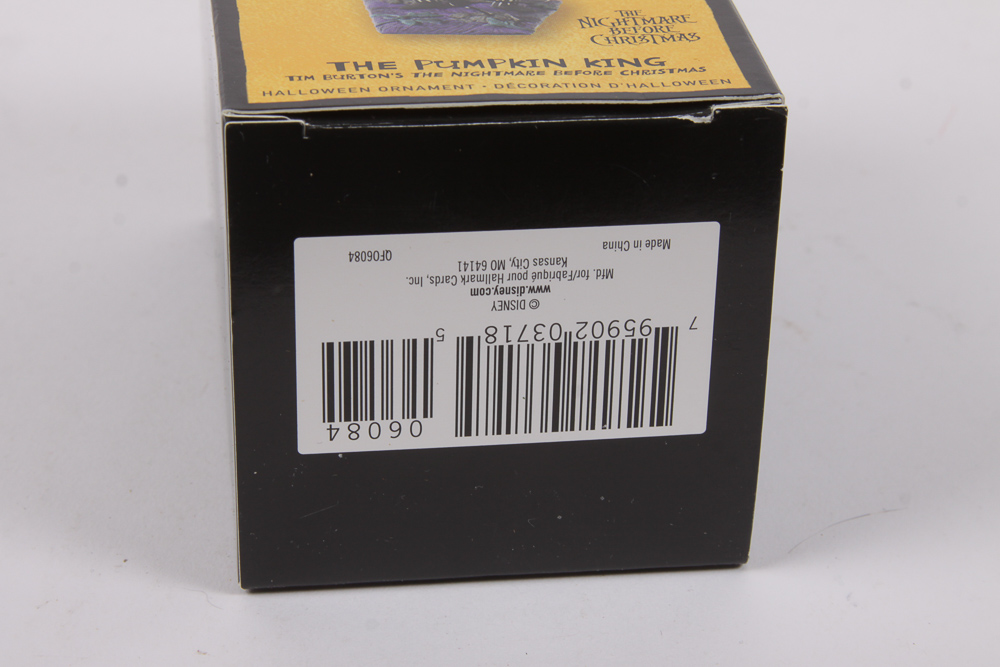 THE
NIGHTMARE
BEFORE
CHRISTMAS
THE PUMPKIN KING
TIM BURTON'S THE NIGHTMARE BEFORE CHRISTMAS
HALLOWEEN ORNAMENT • DÉCORATION D'HALLOWEEN
06084
7 95902 03718 5
© DISNEY
www.disney.com
Mfd. for/Fabriqué pour Hallmark Cards, Inc.
Kansas City, MO 64141
Made in China QFO6084